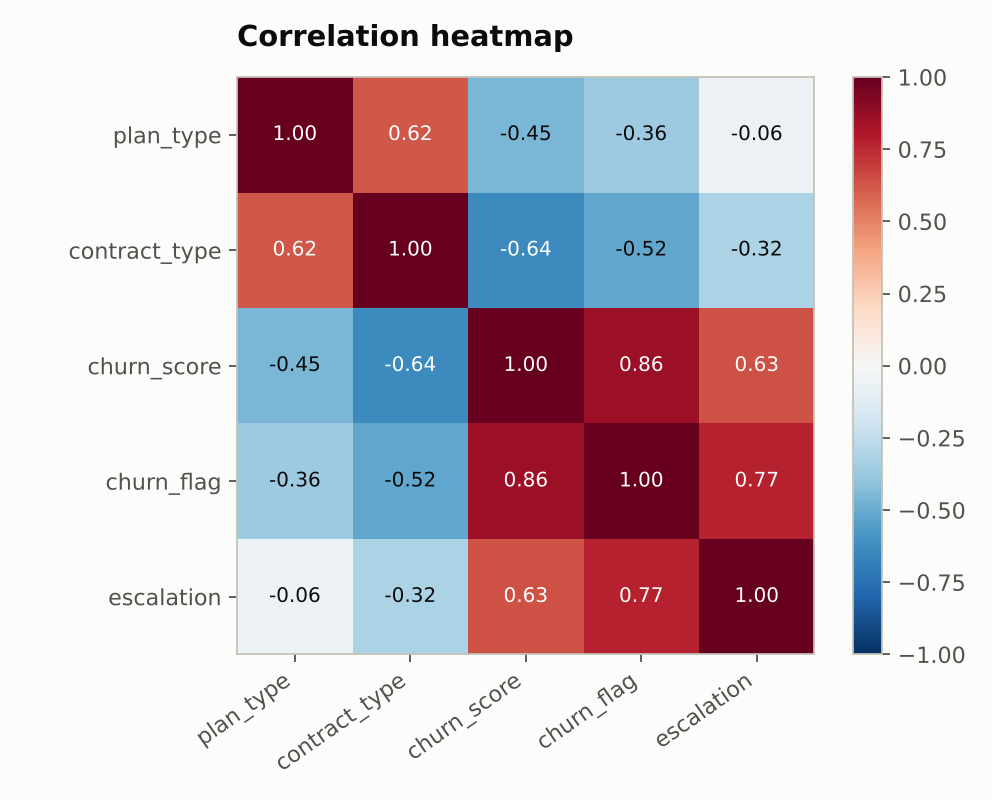 Correlation heatmap
plan_type 1.00 0.62 -0.45 -0.36 -0.06
contract_type 0.62 1.00 -0.64 -0.52 -0.32
churn_score -0.45 -0.64 1.00 0.86 0.63
churn_flag -0.36 -0.52 0.86 1.00 0.77
escalation -0.06 -0.32 0.63 0.77 1.00
plan_type contract_type churn_score churn_flag escalation
1.00
0.75
0.50
0.25
0.00
−0.25
−0.50
−0.75
−1.00